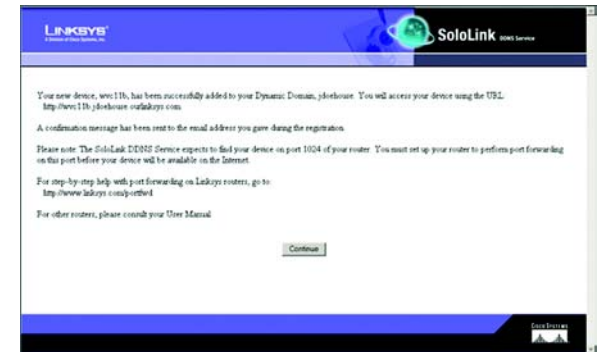 LINKSYS®
A Division of Cisco Systems, Inc.
SoloLink DDNS Service
Your new device, wvc11b, has been successfully added to your Dynamic Domain, jdoehouse. You will access your device using the URL:
http://wvc11b.jdoehouse.ourlinksys.com
A confirmation message has been sent to the email address you gave during the registration.
Please note: The SoloLink DDNS Service expects to find your device on port 1024 of your router. You must set up your router to perform port forwarding
on this port before your device will be available on the Internet.
For step-by-step help with port forwarding on Linksys routers, go to:
http://www.linksys.com/portfwd
For other routers, please consult your User Manual
Continue
CISCO SYSTEMS